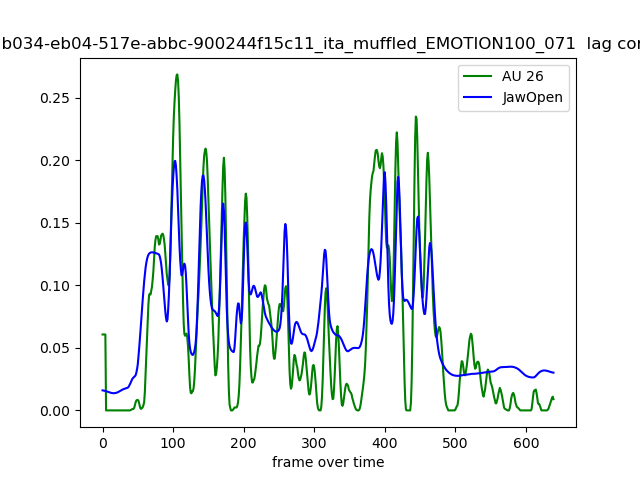 b034-eb04-517e-abbc-900244f15c11_ita_muffled_EMOTION100_071 lag cor
AU 26
JawOpen
0.25
0.20
0.15
0.10
0.05
0.00
0 100 200 300 400 500 600
frame over time